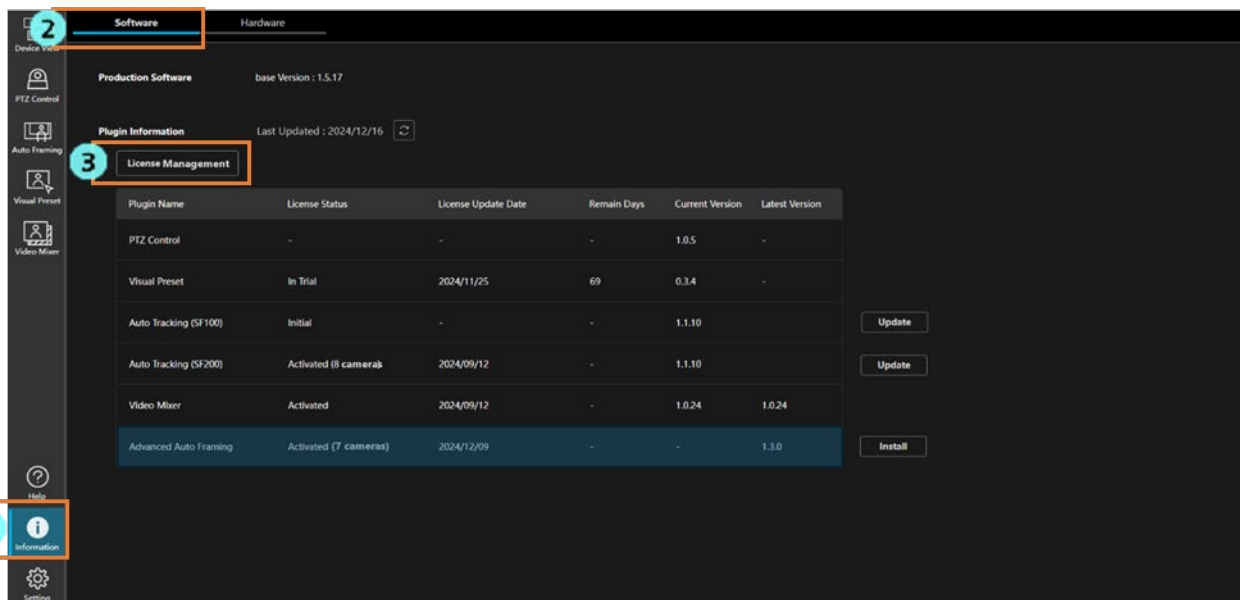 2
Software Hardware
Device View
Production Software base Version : 1.5.17
PTZ Control
Plugin Information Last Updated : 2024/12/16
Auto Framing
3 License Management
Visual Preset
Plugin Name License Status License Update Date Remain Days Current Version Latest Version
PTZ Control - - - 1.0.5 -
Video Mixer
Visual Preset In Trial 2024/11/25 69 0.3.4 -
Auto Tracking (SF100) Initial - - 1.1.10 Update
Auto Tracking (SF200) Activated (8 cameras) 2024/09/12 - 1.1.10 Update
Video Mixer Activated 2024/09/12 - 1.0.24 1.0.24
Advanced Auto Framing Activated (7 cameras) 2024/12/09 - - 1.3.0 Install
Help
Information
Setting